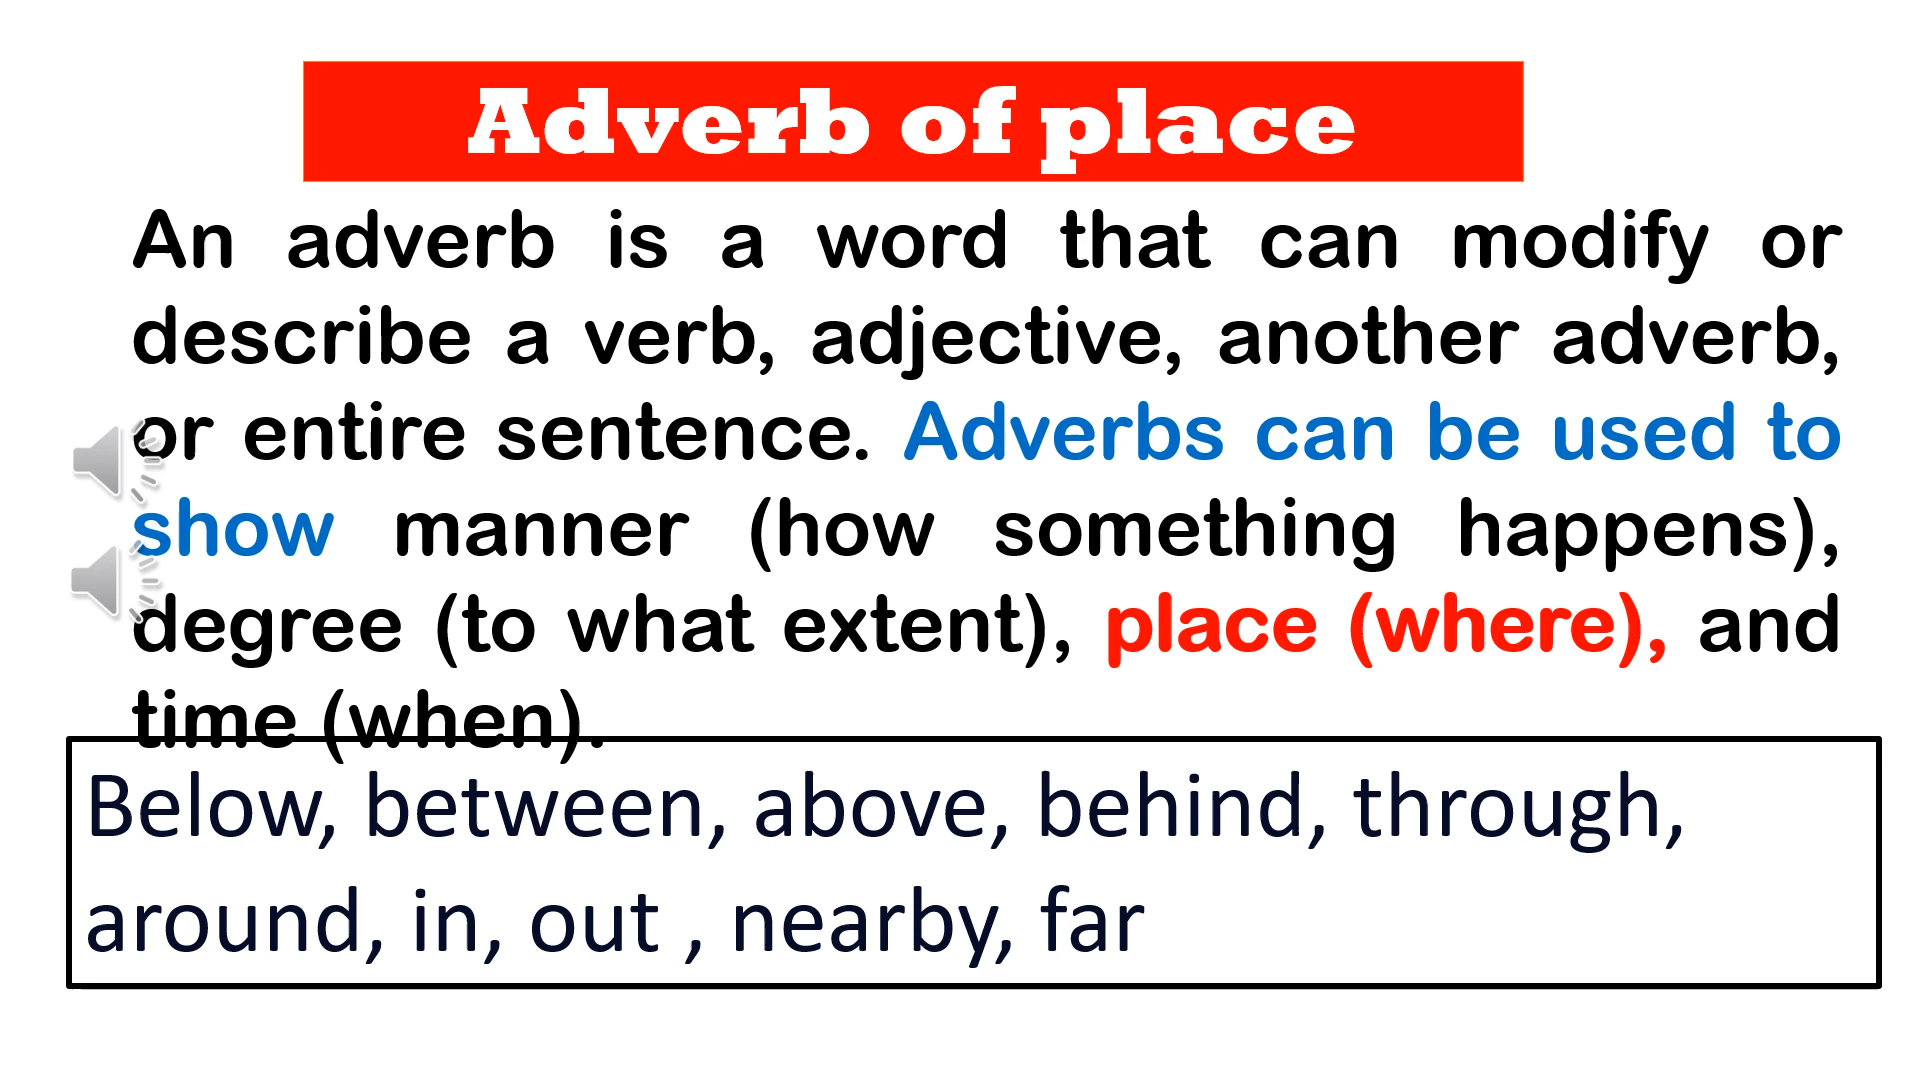 Adverb of place
An adverb is a word that can modify or
describe a verb, adjective, another adverb,
or entire sentence. Adverbs can be used to
show manner (how something happens),
degree (to what extent), place (where), and
time (when).
Below, between, above, behind, through,
around, in, out , nearby, far